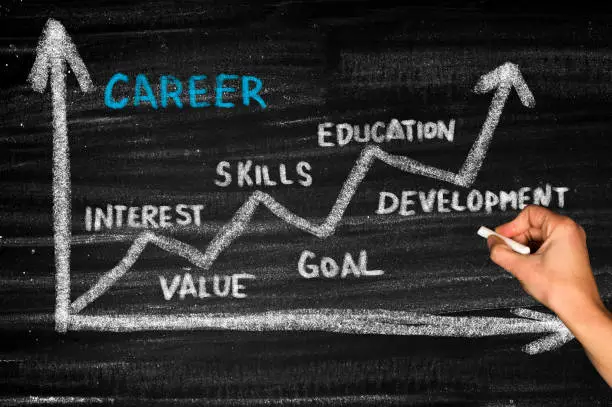 CAREER
EDUCATION
SKILLS
DEVELOPMENT
INTEREST
GOAL
VALUE